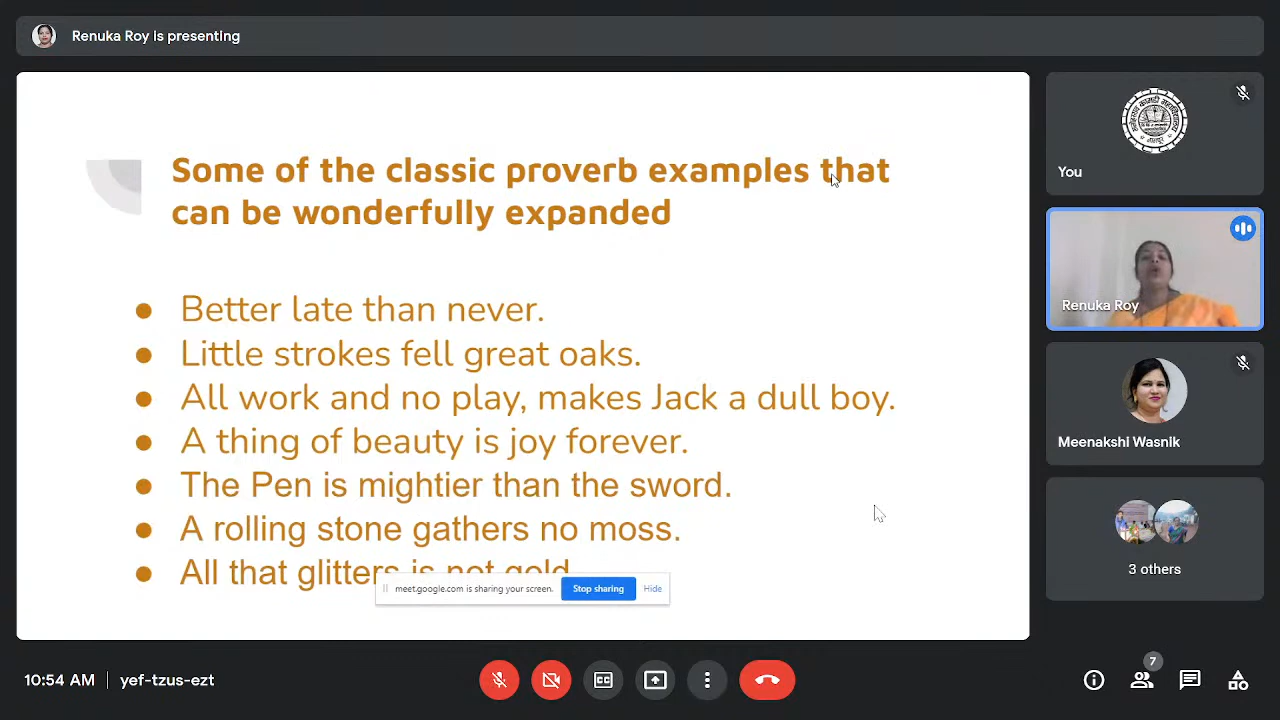 Renuka Roy is presenting
Some of the classic proverb examples that
can be wonderfully expanded
● Better late than never.
● Little strokes fell great oaks.
● All work and no play, makes Jack a dull boy.
● A thing of beauty is joy forever.
● The Pen is mightier than the sword.
● A rolling stone gathers no moss.
● All that glitters is not gold
meet.google.com is sharing your screen.
Stop sharing
Hide
You
Renuka Roy
Meenakshi Wasnik
3 others
10:54 AM | yef-tzus-ezt
7